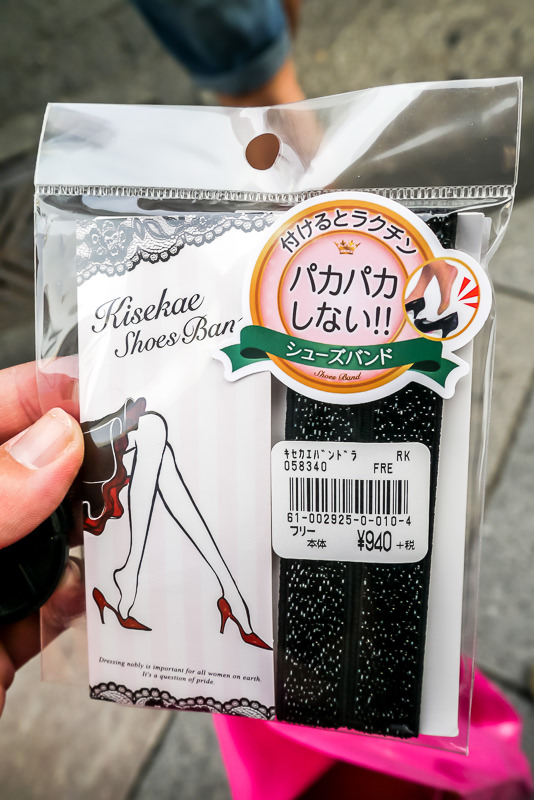 付けるとラクチン
パカパカ
しない!!
シューズバンド
Shoes Band
Kisekae
Shoes Ban
キセカエバンドラ RK
058340 FRE
61-002925-0-010-4
フリー
本体 ¥940 +税
Dressing nobly is important for all women on earth.
It's a question of pride.